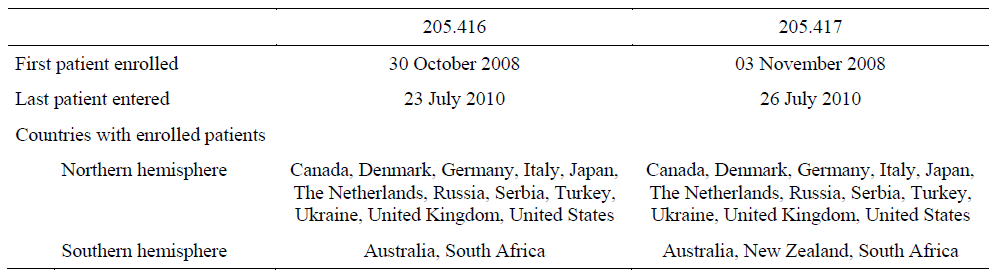 205.416 205.417
First patient enrolled 30 October 2008 03 November 2008
Last patient entered 23 July 2010 26 July 2010
Countries with enrolled patients
Northern hemisphere Canada, Denmark, Germany, Italy, Japan, Canada, Denmark, Germany, Italy, Japan,
The Netherlands, Russia, Serbia, Turkey, The Netherlands, Russia, Serbia, Turkey,
Ukraine, United Kingdom, United States Ukraine, United Kingdom, United States
Southern hemisphere Australia, South Africa Australia, New Zealand, South Africa